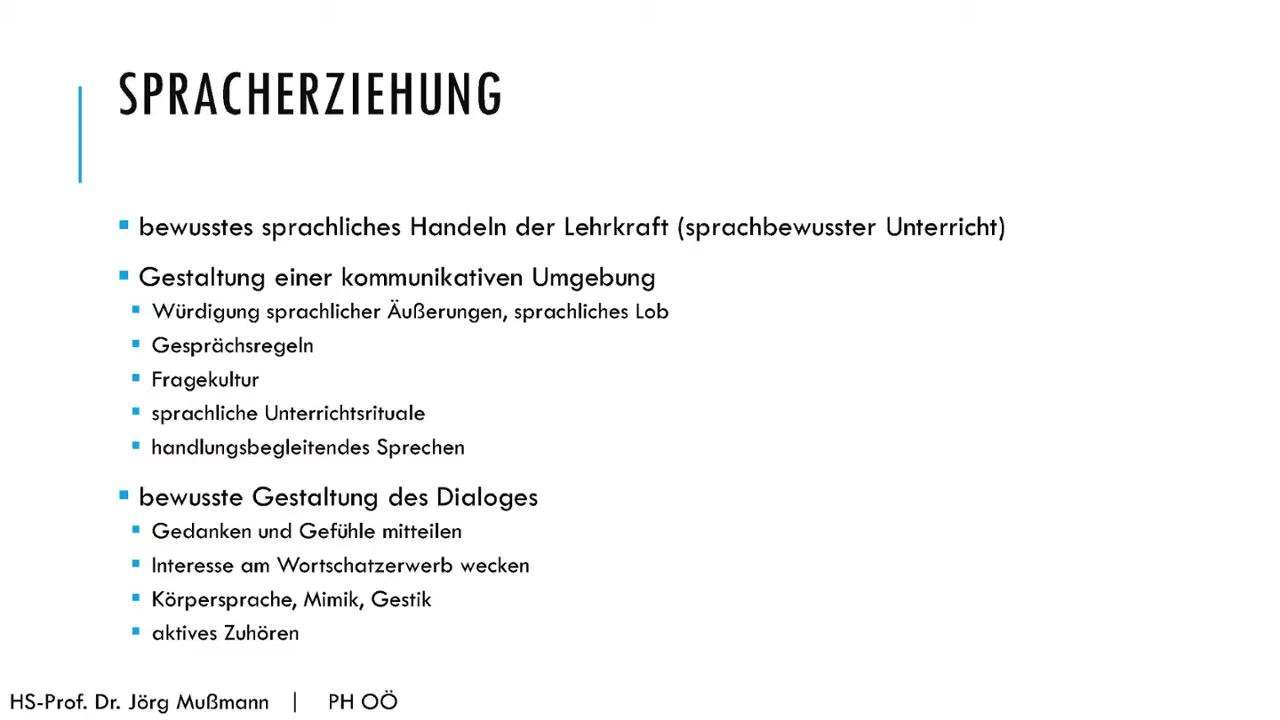 SPRACHERZIEHUNG
▪ bewusstes sprachliches Handeln der Lehrkraft (sprachbewusster Unterricht)
▪ Gestaltung einer kommunikativen Umgebung
▪ Würdigung sprachlicher Äußerungen, sprachliches Lob
▪ Gesprächsregeln
▪ Fragekultur
▪ sprachliche Unterrichtsrituale
▪ handlungsbegleitendes Sprechen
▪ bewusste Gestaltung des Dialoges
▪ Gedanken und Gefühle mitteilen
▪ Interesse am Wortschatzerwerb wecken
▪ Körpersprache, Mimik, Gestik
▪ aktives Zuhören
HS-Prof. Dr. Jörg Mußmann | PH OÖ